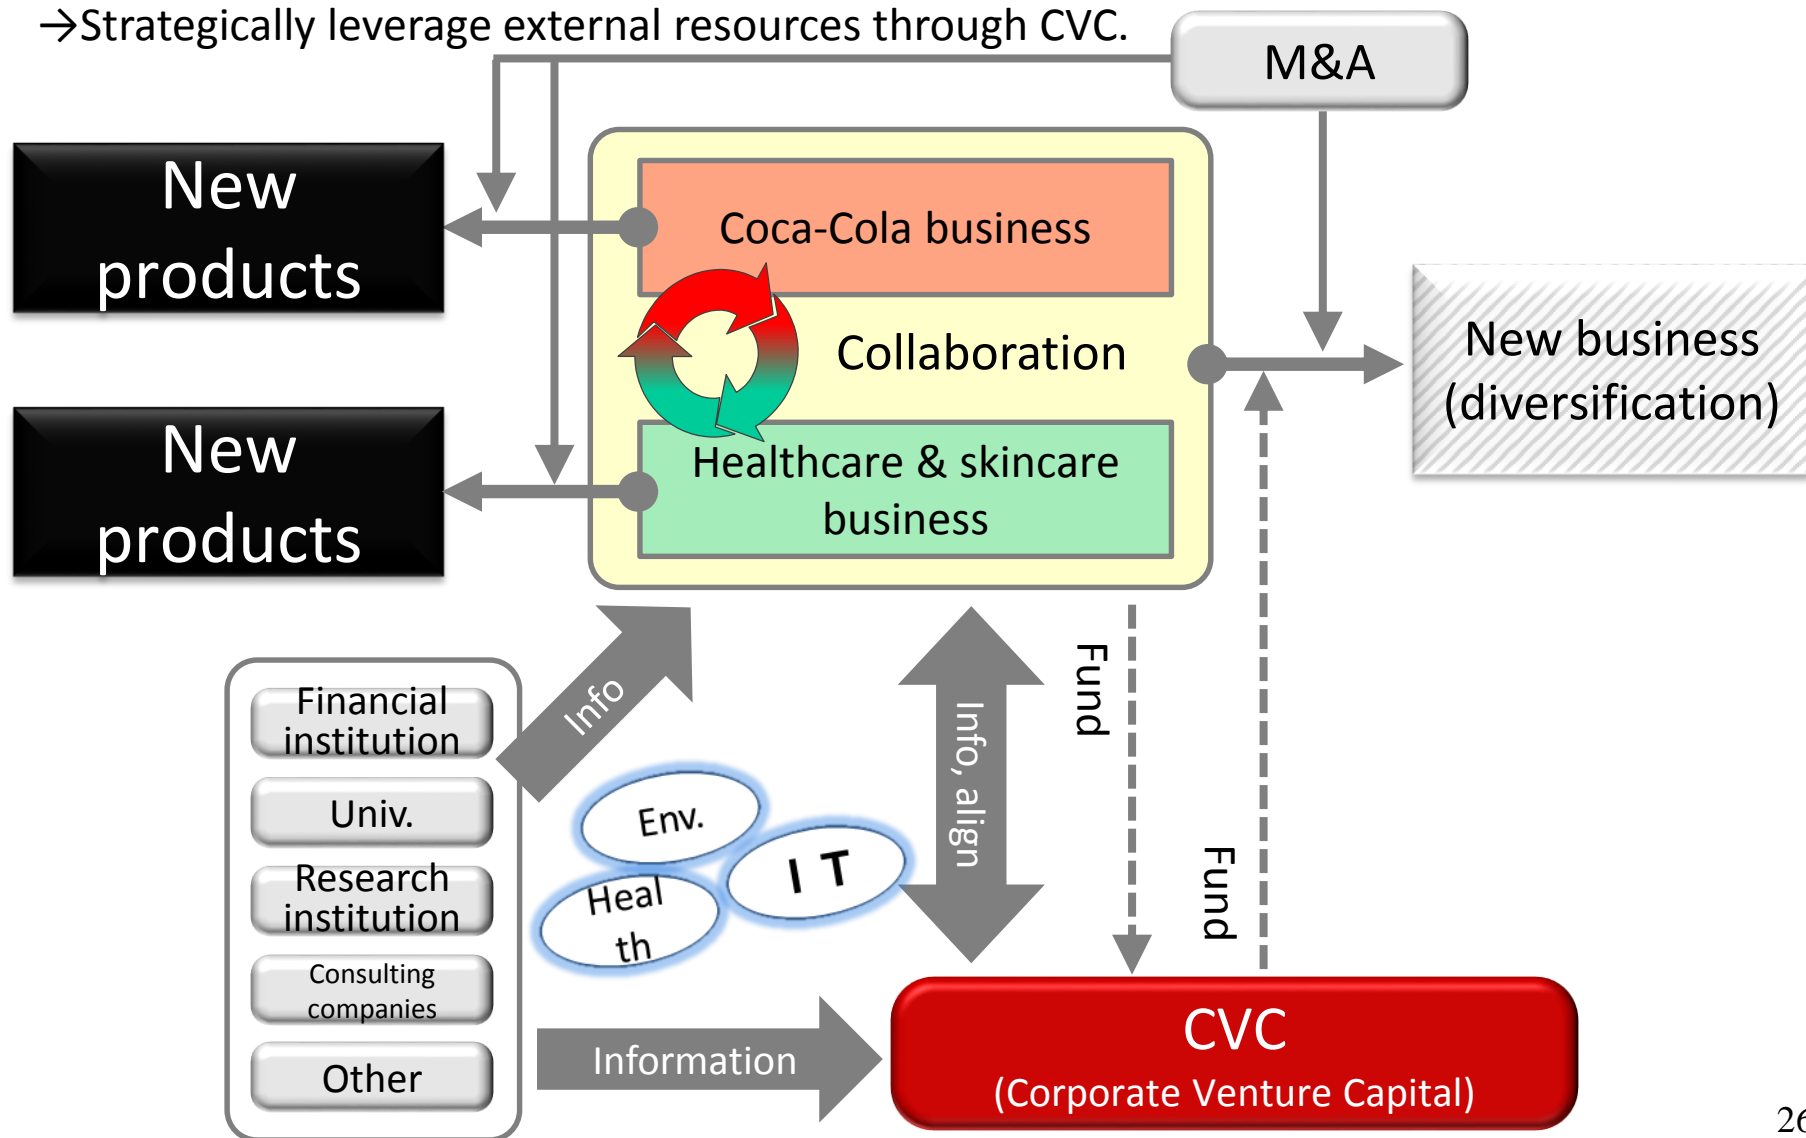 →Strategically leverage external resources through CVC.
M&A
New
products
Coca-Cola business
Collaboration
New business
(diversification)
New
products
Healthcare & skincare
business
Financial
institution
Univ.
Research
institution
Consulting
companies
Other
Info
Env.
I T
Heal
th
Info, align
Fund
Fund
Information
CVC
(Corporate Venture Capital)
26